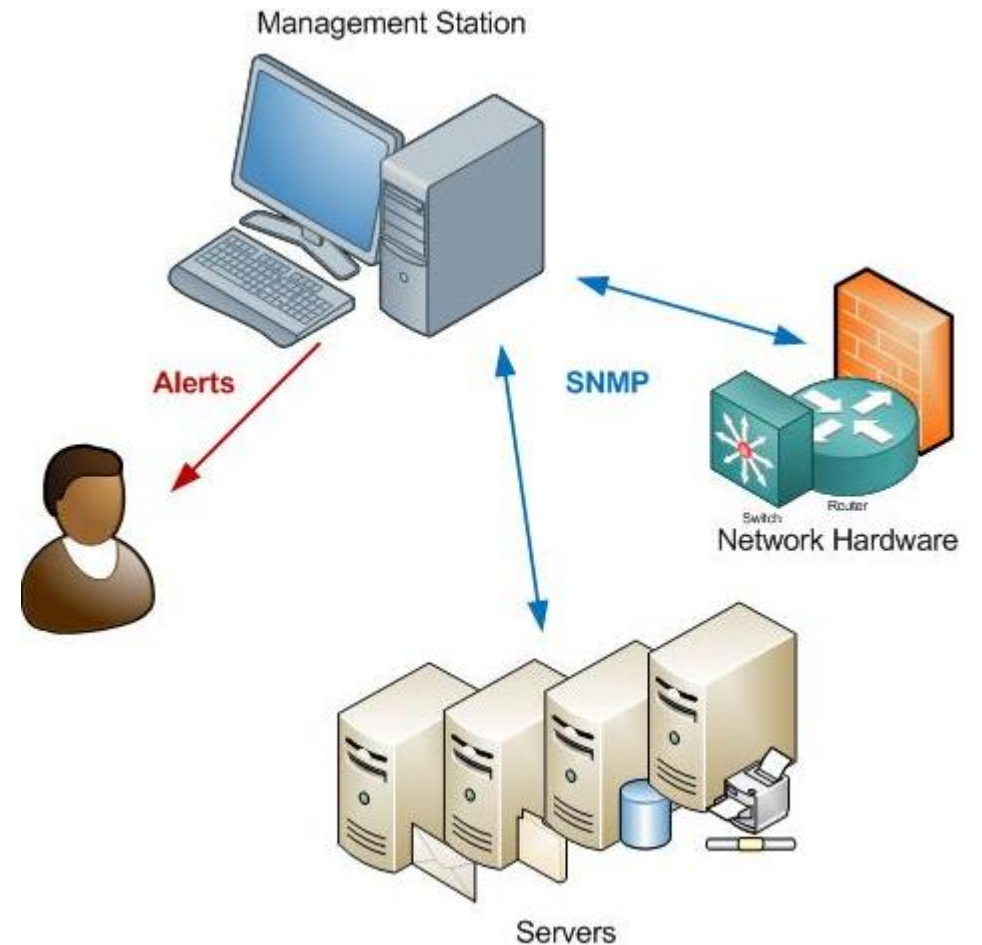 Management Station
Alerts
SNMP
Switch
Router
Network Hardware
Servers